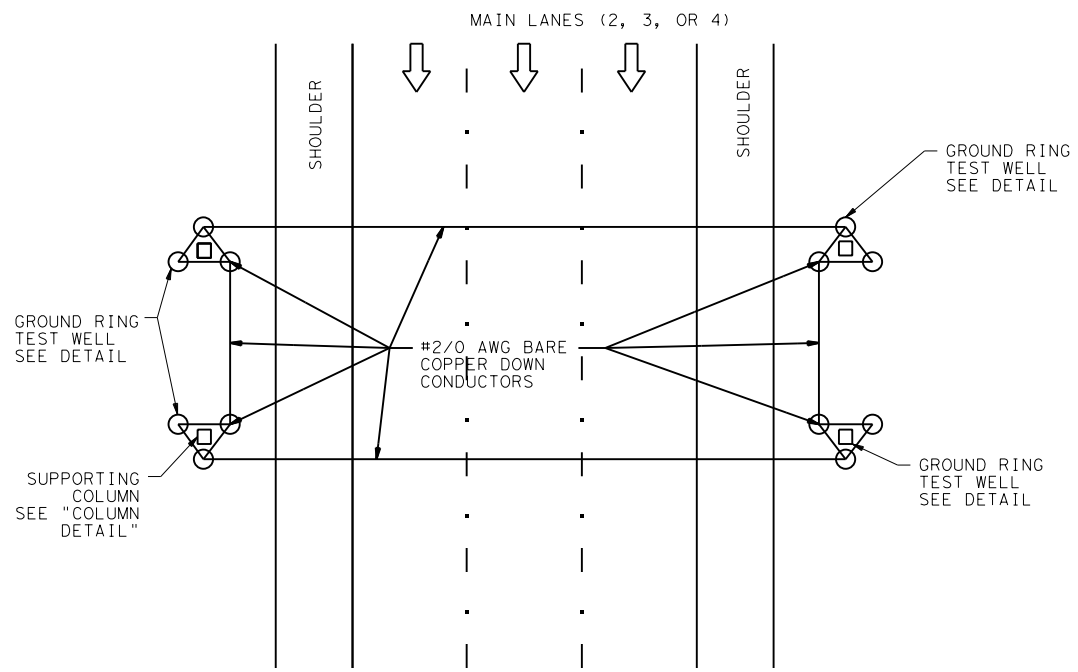 MAIN LANES (2, 3, OR 4)
SHOULDER
SHOULDER
GROUND RING
TEST WELL
SEE DETAIL
GROUND RING
TEST WELL
SEE DETAIL
#2/0 AWG BARE
COPPER DOWN
CONDUCTORS
SUPPORTING
COLUMN
SEE "COLUMN
DETAIL"
GROUND RING
TEST WELL
SEE DETAIL